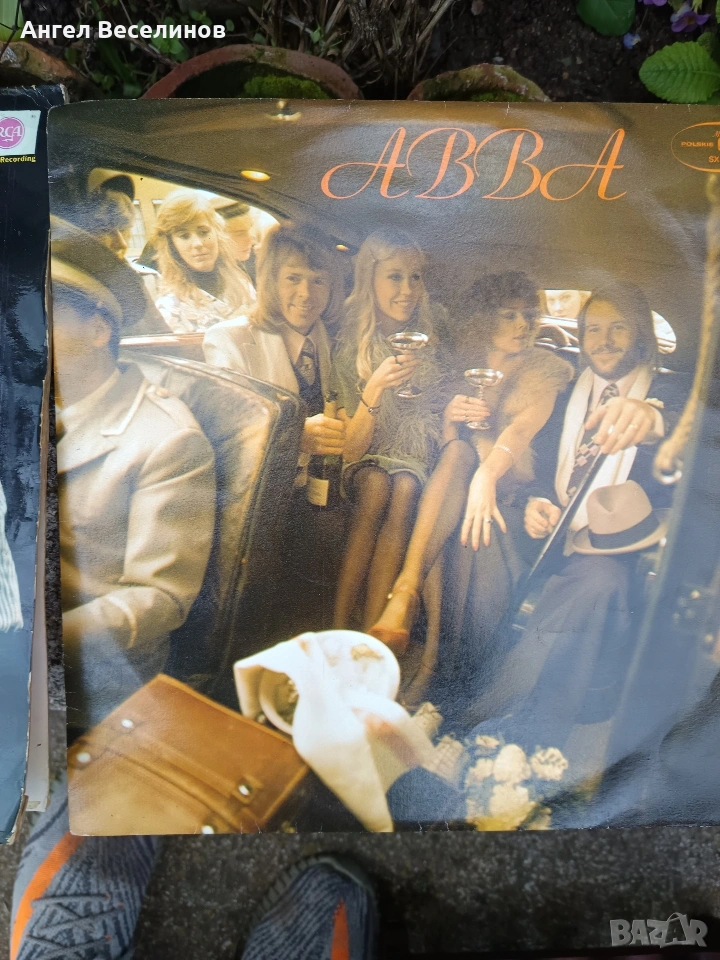 Ангел Веселинов
RCA
Recording
ABBA
POLSKIE
SX
BAZAR